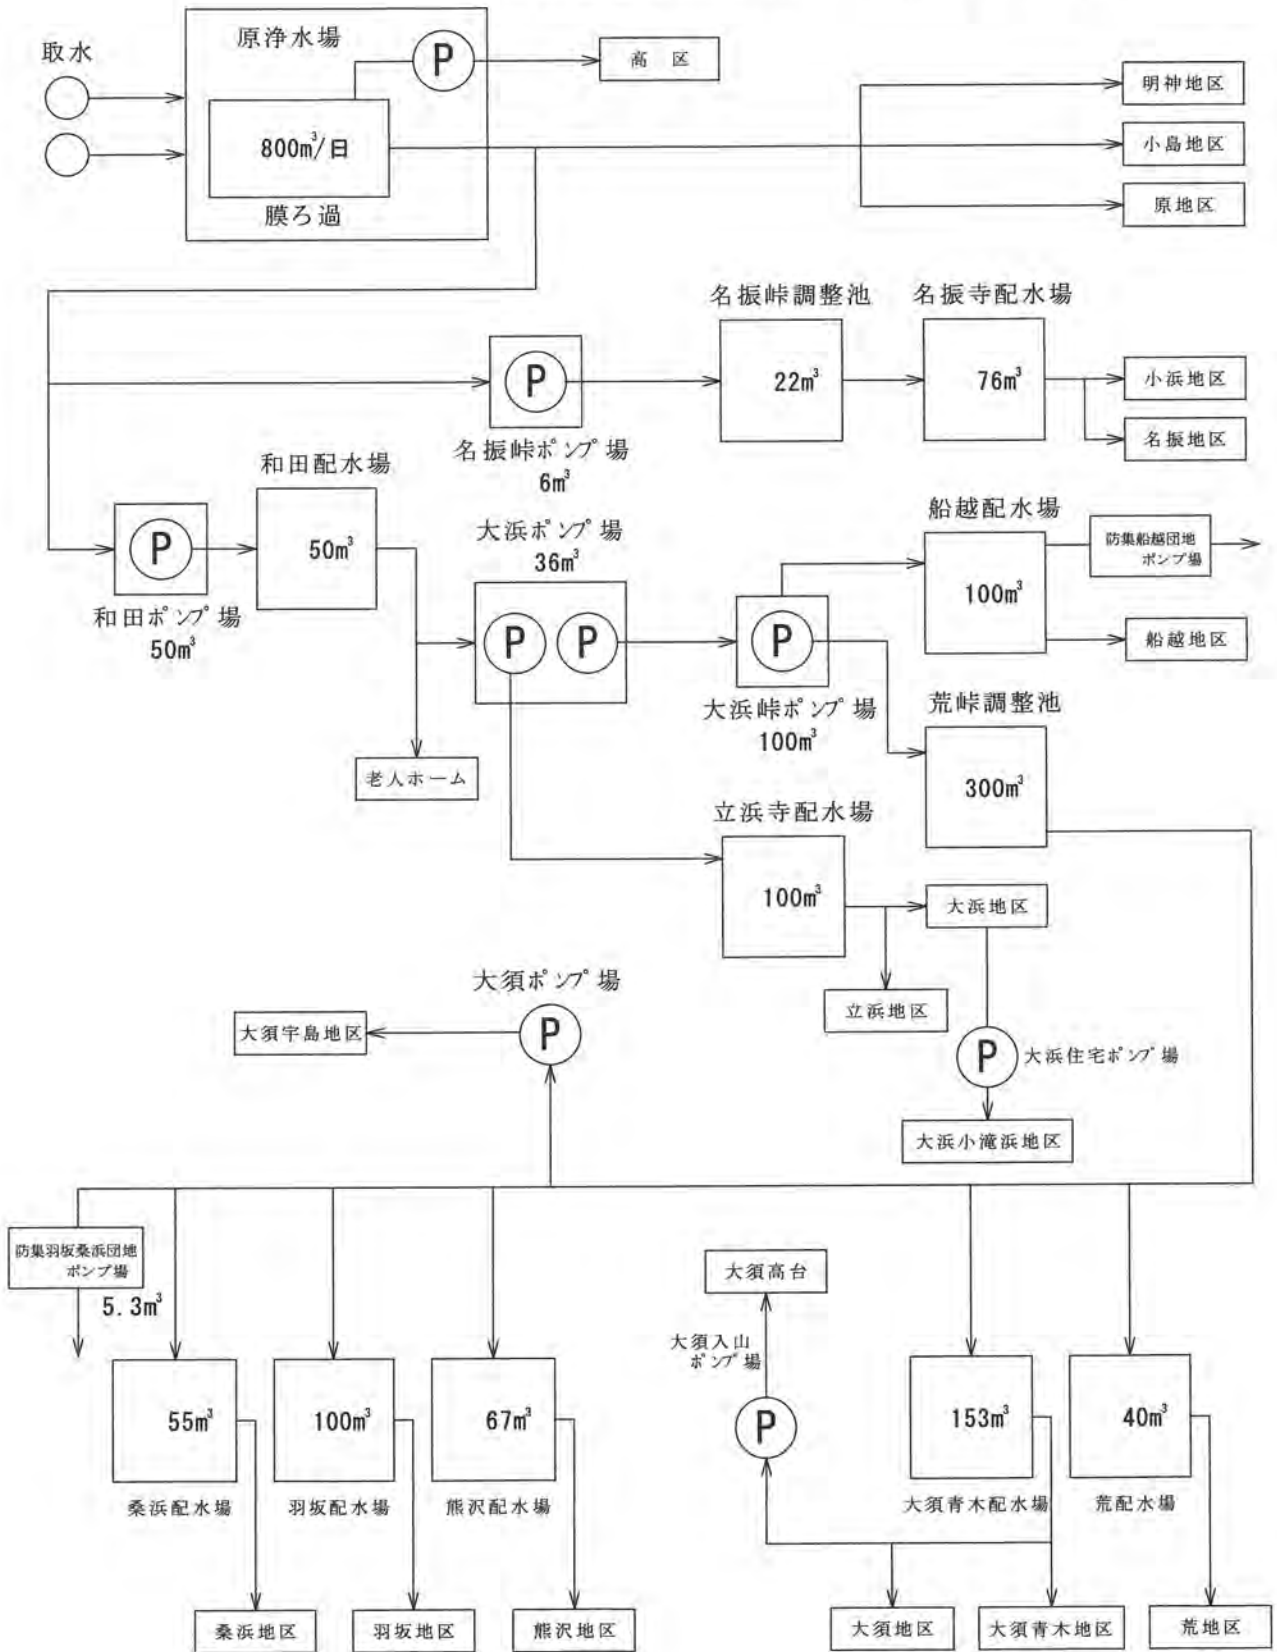 取水
原浄水場
P
高区
800m³/日
膜ろ過
明神地区
小島地区
原地区
名振峠調整池
名振寺配水場
P
22m³
76m³
小浜地区
名振地区
名振峠ポンプ場
6m³
和田配水場
P
50m³
和田ポンプ場
50m³
大浜ポンプ場
36m³
P
P
P
大浜峠ポンプ場
100m³
船越配水場
100m³
防集船越団地
ポンプ場
船越地区
荒峠調整池
300m³
老人ホーム
立浜寺配水場
100m³
大浜地区
立浜地区
P
大浜住宅ポンプ場
大浜小滝浜地区
大須ポンプ場
P
大須宇島地区
防集羽坂桑浜団地
ポンプ場
5.3m³
55m³
桑浜配水場
100m³
羽坂配水場
67m³
熊沢配水場
大須高台
大須入山
ポンプ場
P
153m³
大須青木配水場
40m³
荒配水場
桑浜地区
羽坂地区
熊沢地区
大須地区
大須青木地区
荒地区